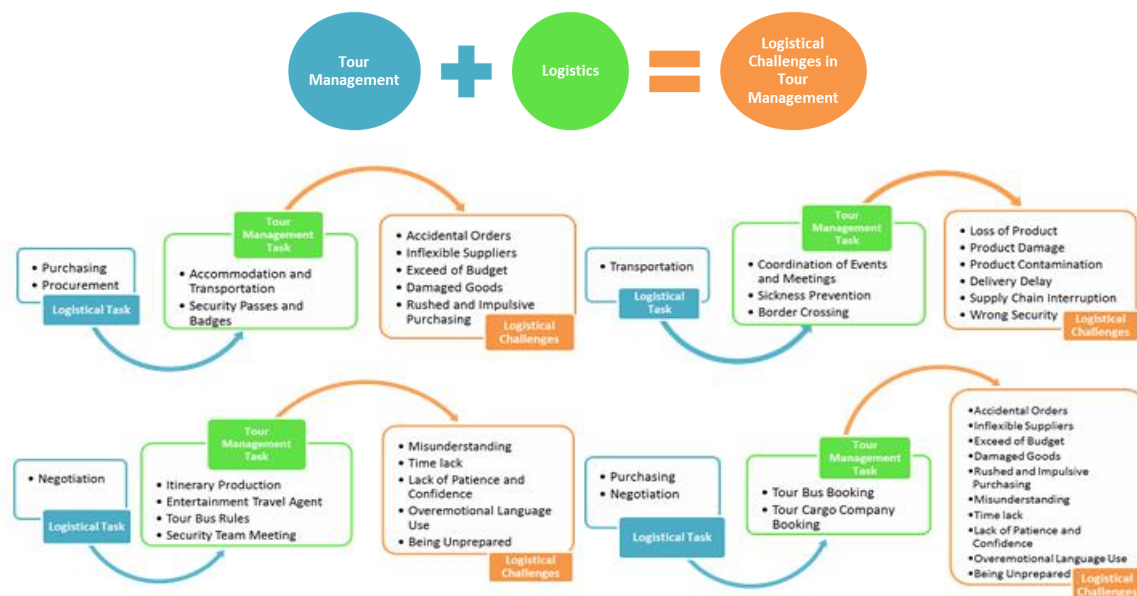 Tour
Management
Logistics
Logistical
Challenges in
Tour
Management
• Purchasing
• Procurement
Logistical Task
Tour
Management
Task
• Accommodation and
Transportation
• Security Passes and
Badges
• Accidental Orders
• Inflexible Suppliers
• Exceed of Budget
• Damaged Goods
• Rushed and Impulsive
Purchasing
Logistical
Challenges
• Transportation
Logistical
Task
Tour
Management
Task
• Coordination of Events
and Meetings
• Sickness Prevention
• Border Crossing
• Loss of Product
• Product Damage
• Product Contamination
• Delivery Delay
• Supply Chain Interruption
• Wrong Security
Logistical
Challenges
• Negotiation
Logistical Task
Tour
Management
Task
• Itinerary Production
• Entertainment Travel Agent
• Tour Bus Rules
• Security Team Meeting
• Misunderstanding
• Time lack
• Lack of Patience and
Confidence
• Overemotional Language
Use
• Being Unprepared
Logistical
Challenges
• Purchasing
• Negotiation
Logistical Task
Tour
Management
Task
• Tour Bus Booking
• Tour Cargo Company
Booking
•Accidental Orders
•Inflexible Suppliers
•Exceed of Budget
•Damaged Goods
•Rushed and Impulsive
Purchasing
•Misunderstanding
•Time lack
•Lack of Patience and
Confidence
•Overemotional Language Use
•Being Unprepared
Logistical
Challenges